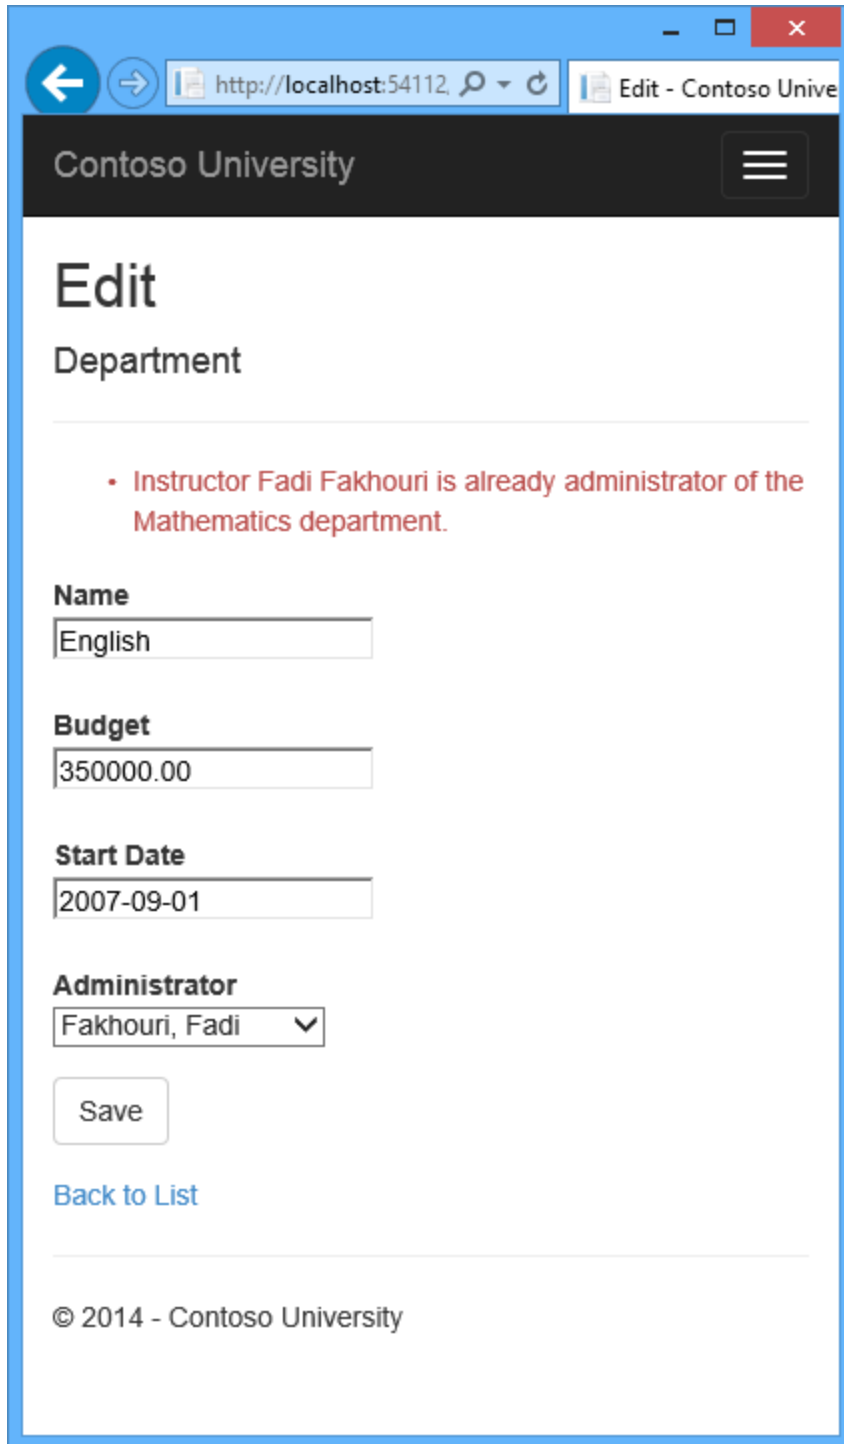 http://localhost:54112,
Edit - Contoso Unive
Contoso University
Edit
Department
• Instructor Fadi Fakhouri is already administrator of the
Mathematics department.
Name
English
Budget
350000.00
Start Date
2007-09-01
Administrator
Fakhouri, Fadi
Save
Back to List
© 2014 - Contoso University